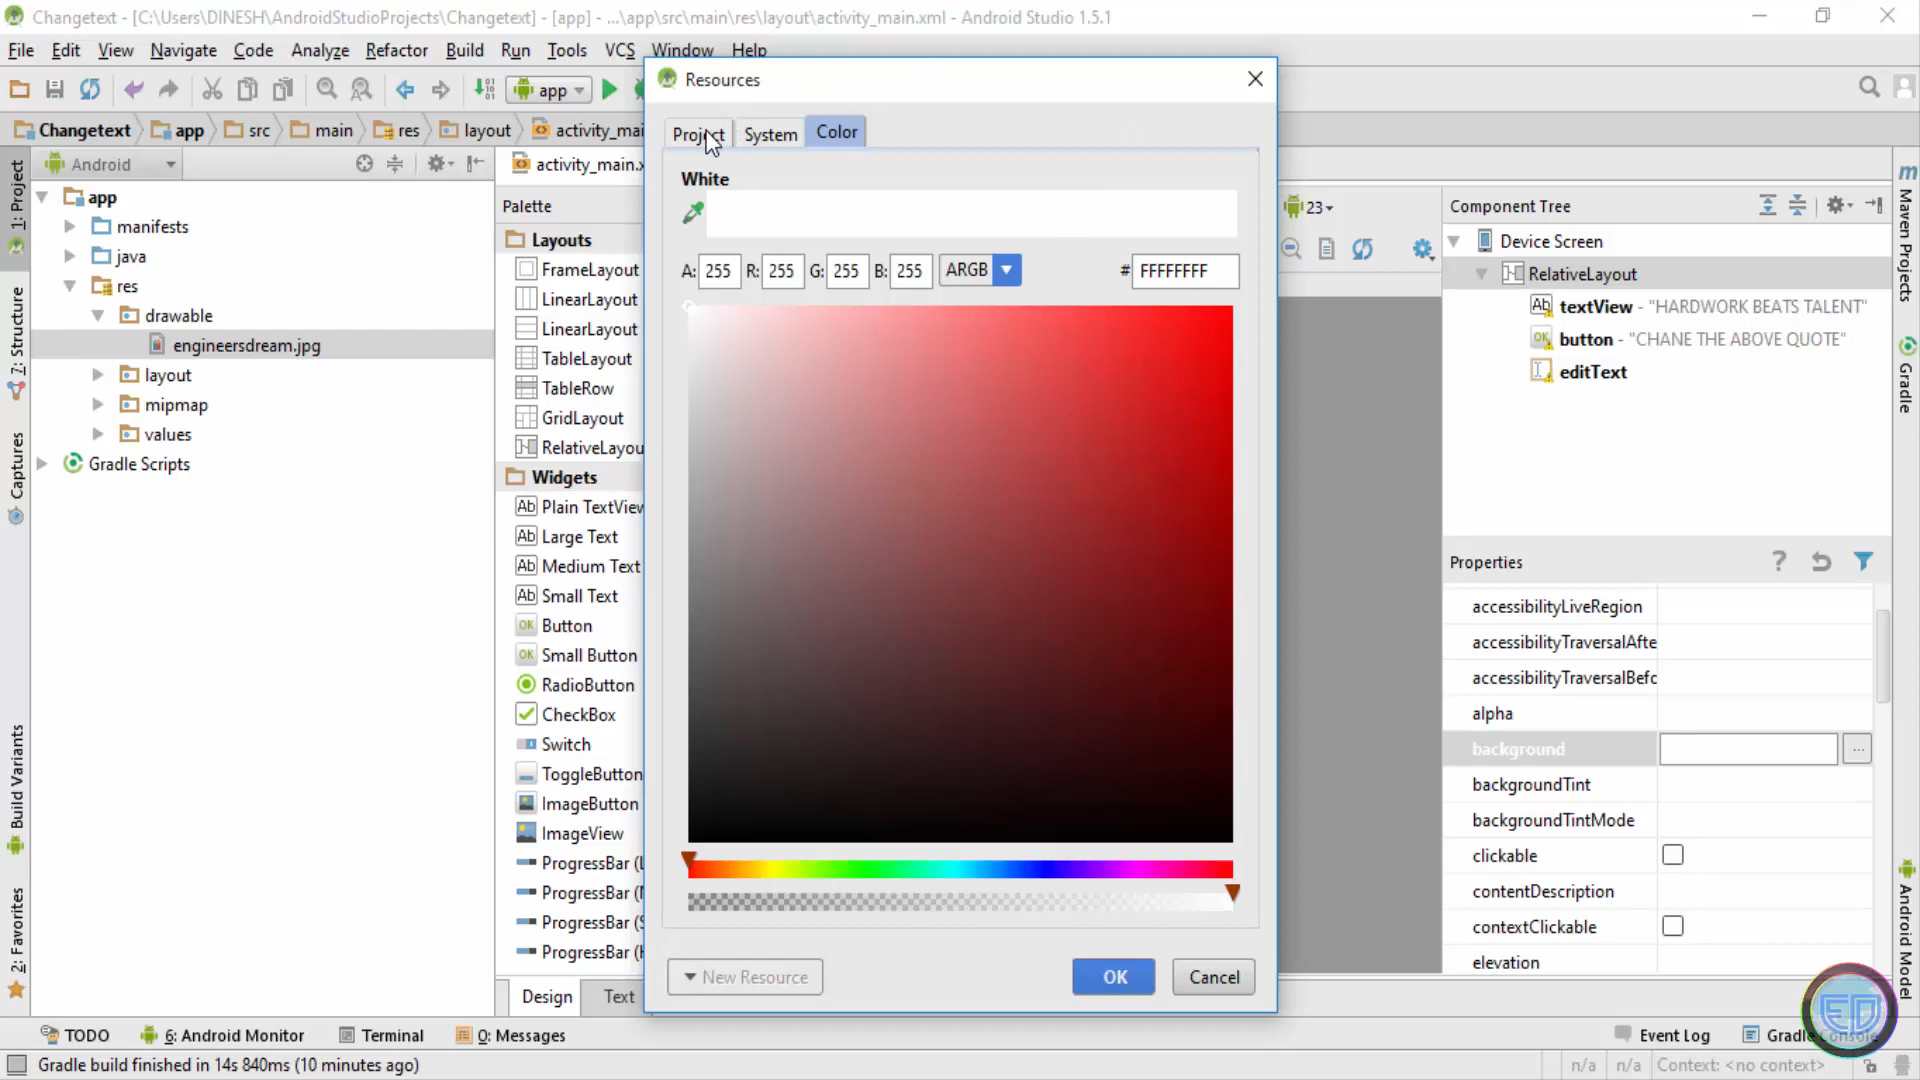 Changetext - [C:\Users\DINESH\AndroidStudioProjects\Changetext] - [app] - ...\app\src\main\res\layout\activity_main.xml - Android Studio 1.5.1
File Edit View Navigate Code Analyze Refactor Build Run Tools VCS Window Help
app
Changetext app src main res layout activity_mai
1: Project
7: Structure
Captures
Build Variants
2: Favorites
Android
app
manifests
java
res
drawable
engineersdream.jpg
layout
mipmap
values
Gradle Scripts
activity_main.x
Palette
Layouts
FrameLayout
LinearLayout
LinearLayout
TableLayout
TableRow
GridLayout
RelativeLayou
Widgets
Plain TextView
Large Text
Medium Text
Small Text
Button
Small Button
RadioButton
CheckBox
Switch
ToggleButton
ImageButton
ImageView
ProgressBar (L
ProgressBar (N
ProgressBar (S
ProgressBar (H
Design Text
Resources
Project System Color
White
A: 255 R: 255 G: 255 B: 255 ARGB # FFFFFFFF
New Resource OK Cancel
23
Component Tree
Device Screen
RelativeLayout
textView - "HARDWORK BEATS TALENT"
button - "CHANE THE ABOVE QUOTE"
editText
Properties
accessibilityLiveRegion
accessibilityTraversalAfte
accessibilityTraversalBefo
alpha
background
backgroundTint
backgroundTintMode
clickable
contentDescription
contextClickable
elevation
Maven Projects
Gradle
Android Model
ED
TODO 6: Android Monitor Terminal 0: Messages Event Log Gradle Console
Gradle build finished in 14s 840ms (10 minutes ago) n/a n/a Context: <no context>